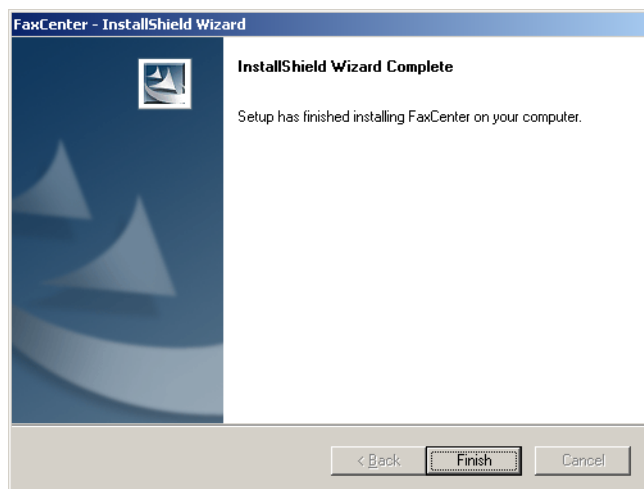 FaxCenter - InstallShield Wizard
InstallShield Wizard Complete
Setup has finished installing FaxCenter on your computer.
< Back
Finish
Cancel